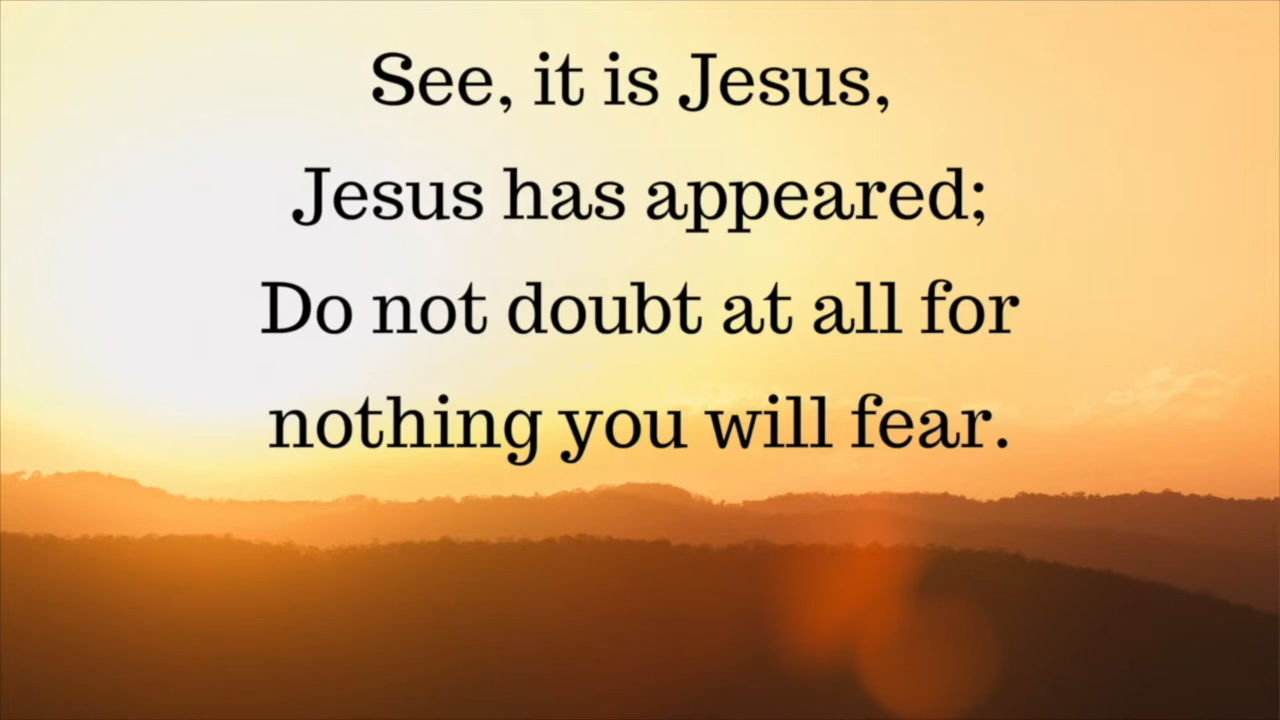 See, it is Jesus,
Jesus has appeared;
Do not doubt at all for
nothing you will fear.